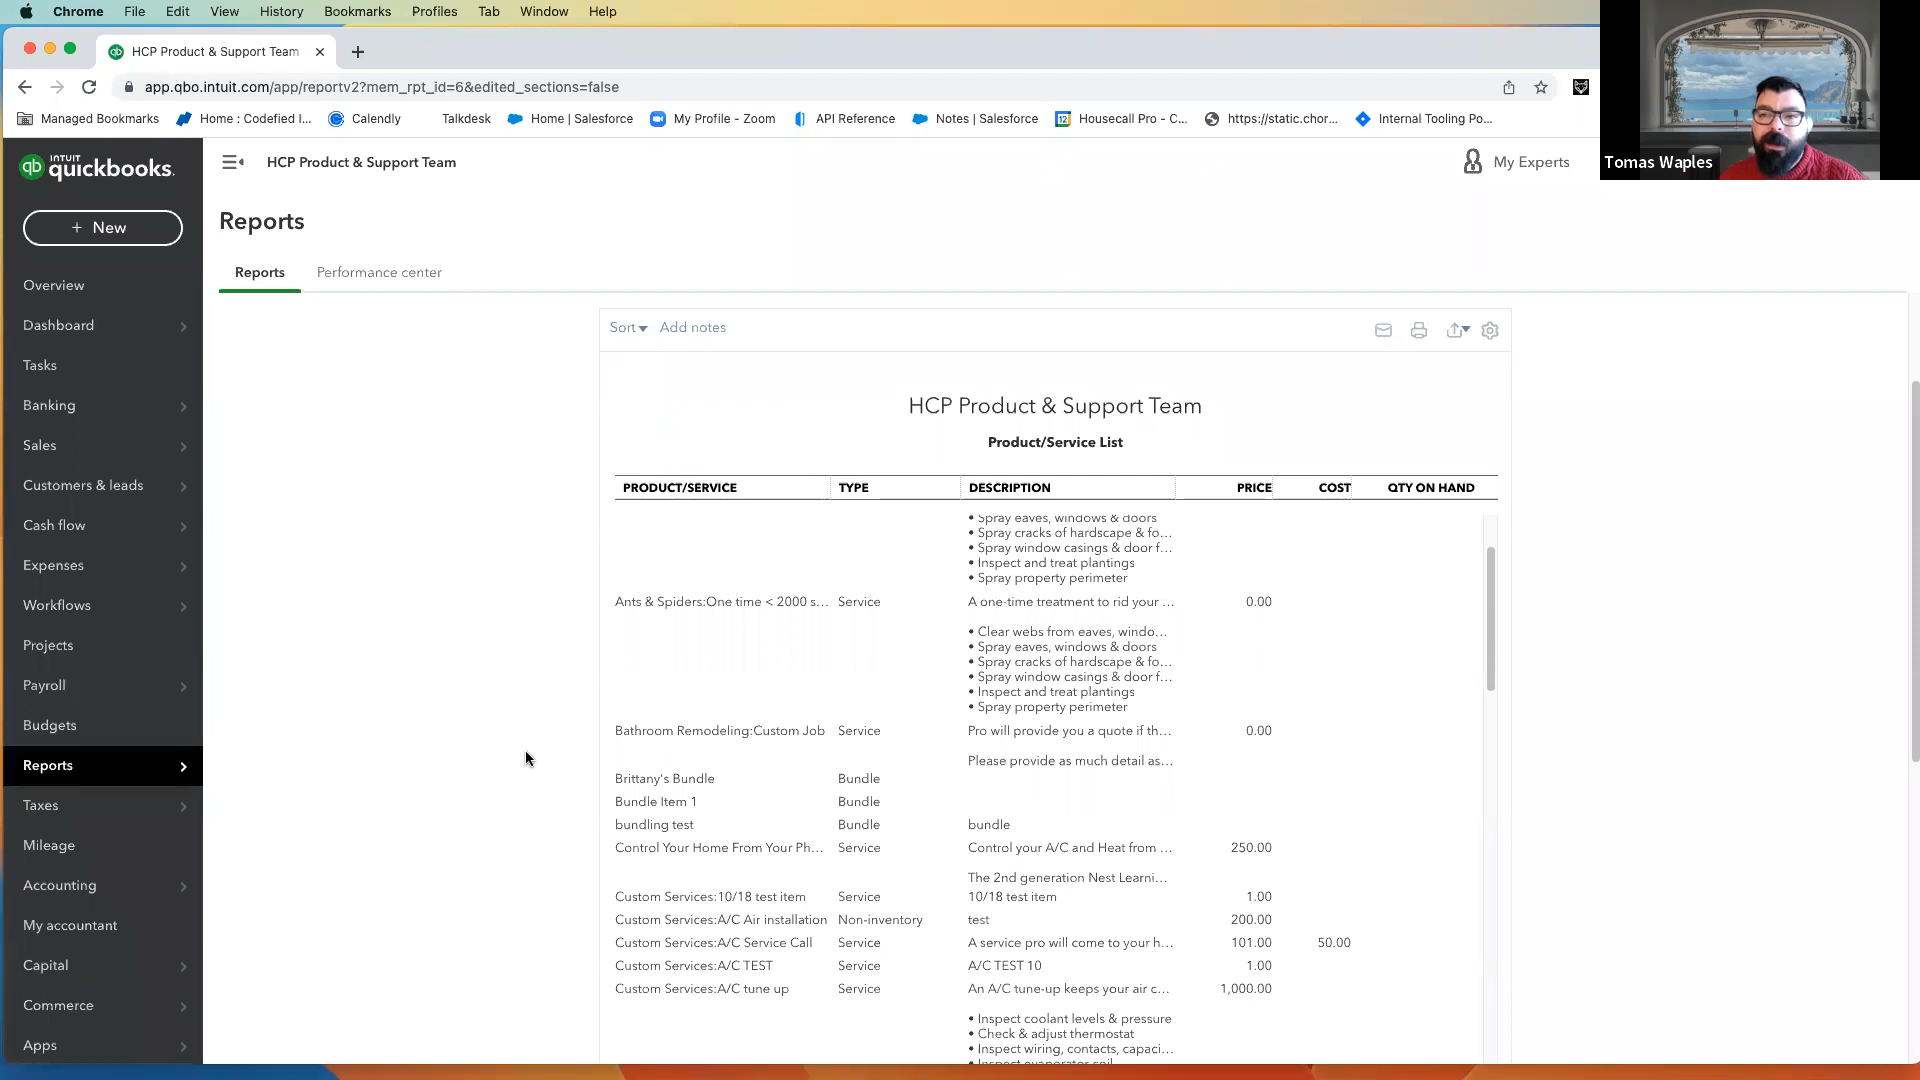 Chrome File Edit View History Bookmarks Profiles Tab Window Help
HCP Product & Support Team
app.qbo.intuit.com/app/reportv2?mem_rpt_id=6&edited_sections=false
Managed Bookmarks Home : Codefied I... Calendly Talkdesk Home | Salesforce My Profile - Zoom API Reference Notes | Salesforce 12 Housecall Pro - C... https://static.chor... Internal Tooling Po...
Tomas Waples
qb INTUIT quickbooks.
HCP Product & Support Team
My Experts
+ New
Overview
Dashboard
Tasks
Banking
Sales
Customers & leads
Cash flow
Expenses
Workflows
Projects
Payroll
Budgets
Reports
Taxes
Mileage
Accounting
My accountant
Capital
Commerce
Apps
Reports
Reports Performance center
Sort Add notes
HCP Product & Support Team
Product/Service List
PRODUCT/SERVICE TYPE DESCRIPTION PRICE COST QTY ON HAND
• Spray eaves, windows & doors
• Spray cracks of hardscape & fo...
• Spray window casings & door f...
• Inspect and treat plantings
• Spray property perimeter
Ants & Spiders:One time < 2000 s... Service A one-time treatment to rid your ... 0.00
• Clear webs from eaves, windo...
• Spray eaves, windows & doors
• Spray cracks of hardscape & fo...
• Spray window casings & door f...
• Inspect and treat plantings
• Spray property perimeter
Bathroom Remodeling:Custom Job Service Pro will provide you a quote if th... 0.00
Please provide as much detail as...
Brittany's Bundle Bundle
Bundle Item 1 Bundle
bundling test Bundle bundle
Control Your Home From Your Ph... Service Control your A/C and Heat from ... 250.00
The 2nd generation Nest Learni...
Custom Services:10/18 test item Service 10/18 test item 1.00
Custom Services:A/C Air installation Non-inventory test 200.00
Custom Services:A/C Service Call Service A service pro will come to your h... 101.00 50.00
Custom Services:A/C TEST Service A/C TEST 10 1.00
Custom Services:A/C tune up Service An A/C tune-up keeps your air c... 1,000.00
• Inspect coolant levels & pressure
• Check & adjust thermostat
• Inspect wiring, contacts, capaci...
• Inspect evaporator coil